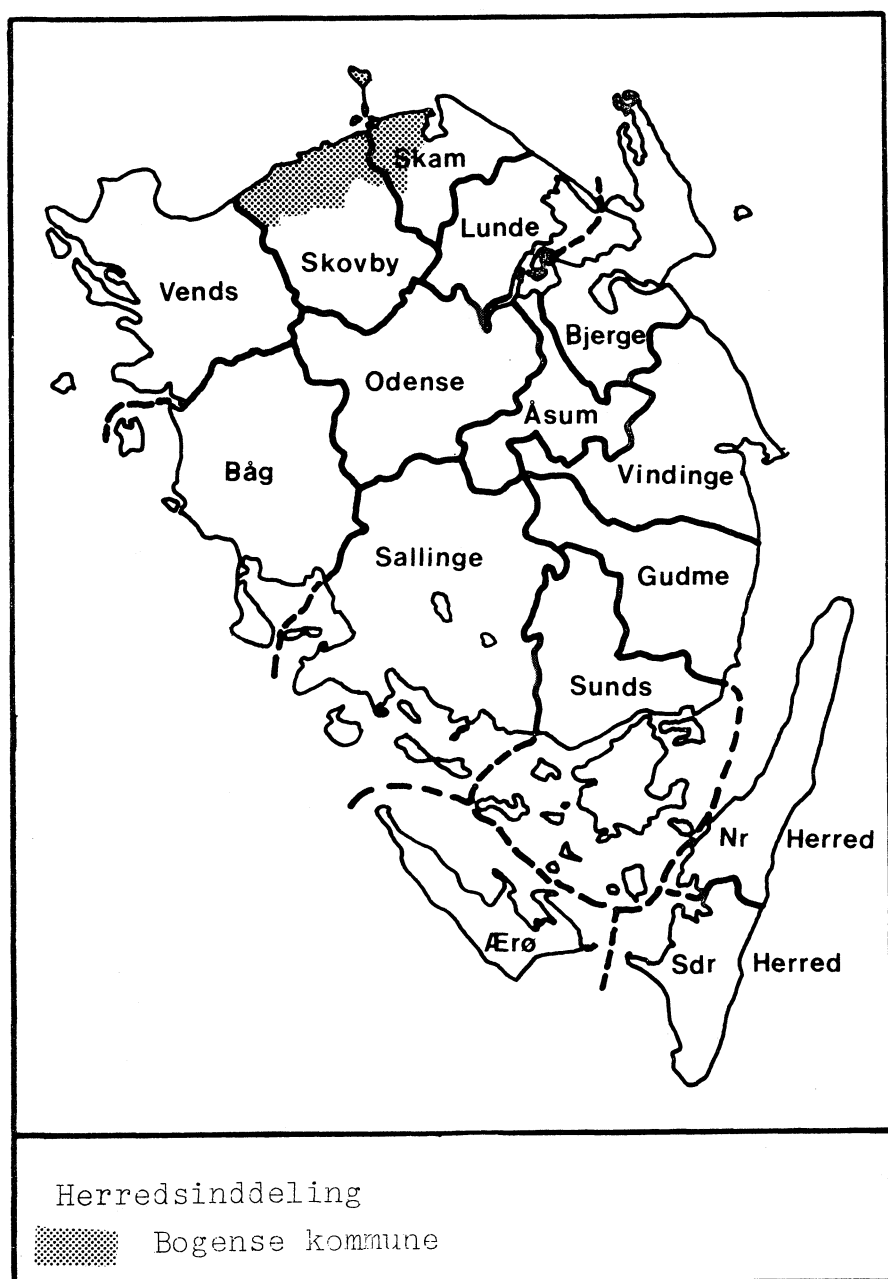 Skam
Lunde
Skovby
Vends
Bjerge
Odense
Åsum
Båg
Vindinge
Sallinge
Gudme
Sunds
Nr Herred
Ærø
Sdr Herred
Herredsinddeling
Bogense kommune